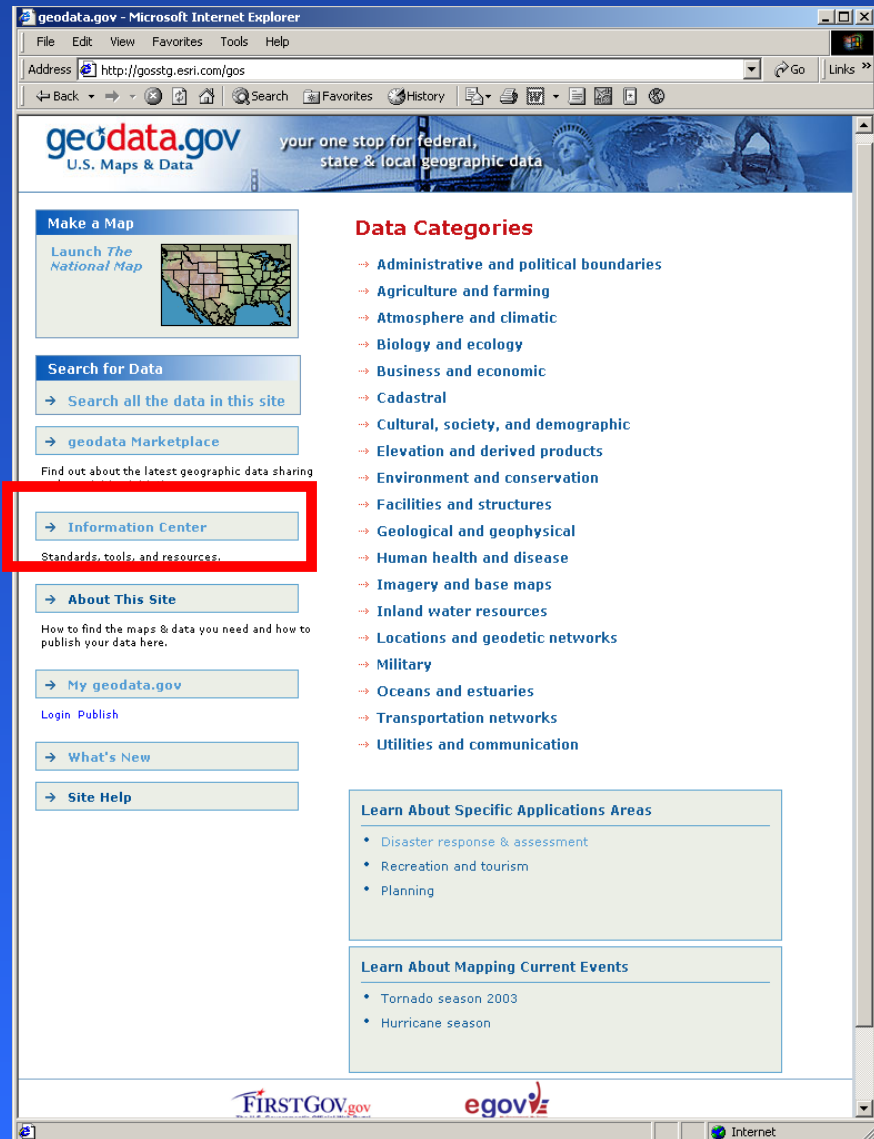 geodata.gov - Microsoft Internet Explorer
File Edit View Favorites Tools Help
Address http://gosstg.esri.com/gos Go Links »
Back Search Favorites History
geodata.gov
U.S. Maps & Data
your one stop for federal,
state & local geographic data
Make a Map
Launch The
National Map
Search for Data
Search all the data in this site
geodata Marketplace
Find out about the latest geographic data sharing
Information Center
Standards, tools, and resources.
About This Site
How to find the maps & data you need and how to
publish your data here.
My geodata.gov
Login Publish
What's New
Site Help
Data Categories
Administrative and political boundaries
Agriculture and farming
Atmosphere and climatic
Biology and ecology
Business and economic
Cadastral
Cultural, society, and demographic
Elevation and derived products
Environment and conservation
Facilities and structures
Geological and geophysical
Human health and disease
Imagery and base maps
Inland water resources
Locations and geodetic networks
Military
Oceans and estuaries
Transportation networks
Utilities and communication
Learn About Specific Applications Areas
• Disaster response & assessment
• Recreation and tourism
• Planning
Learn About Mapping Current Events
• Tornado season 2003
• Hurricane season
FIRSTGOV.gov
egov
Internet